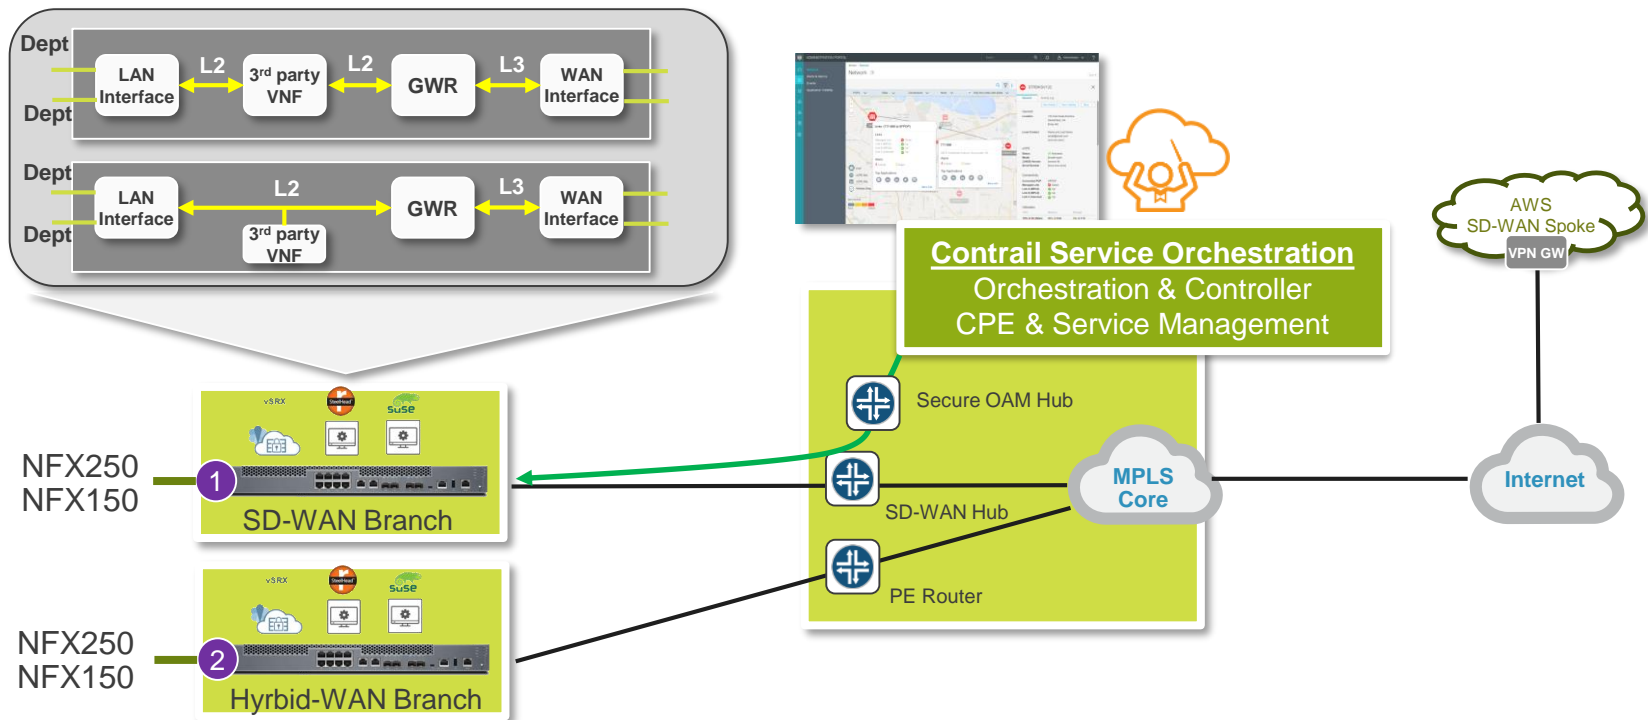 Dept
LAN
Interface
L2
3rd party
VNF
L2
GWR
L3
WAN
Interface
Dept
Dept
LAN
Interface
L2
3rd party
VNF
GWR
L3
WAN
Interface
Dept
Network
Contrail Service Orchestration
Orchestration & Controller
CPE & Service Management
AWS
SD-WAN Spoke
VPN GW
Secure OAM Hub
SD-WAN Hub
PE Router
MPLS
Core
Internet
NFX250
NFX150
1
vSRX
SteelHead
SUSE
SD-WAN Branch
NFX250
NFX150
2
vSRX
SteelHead
SUSE
Hyrbid-WAN Branch